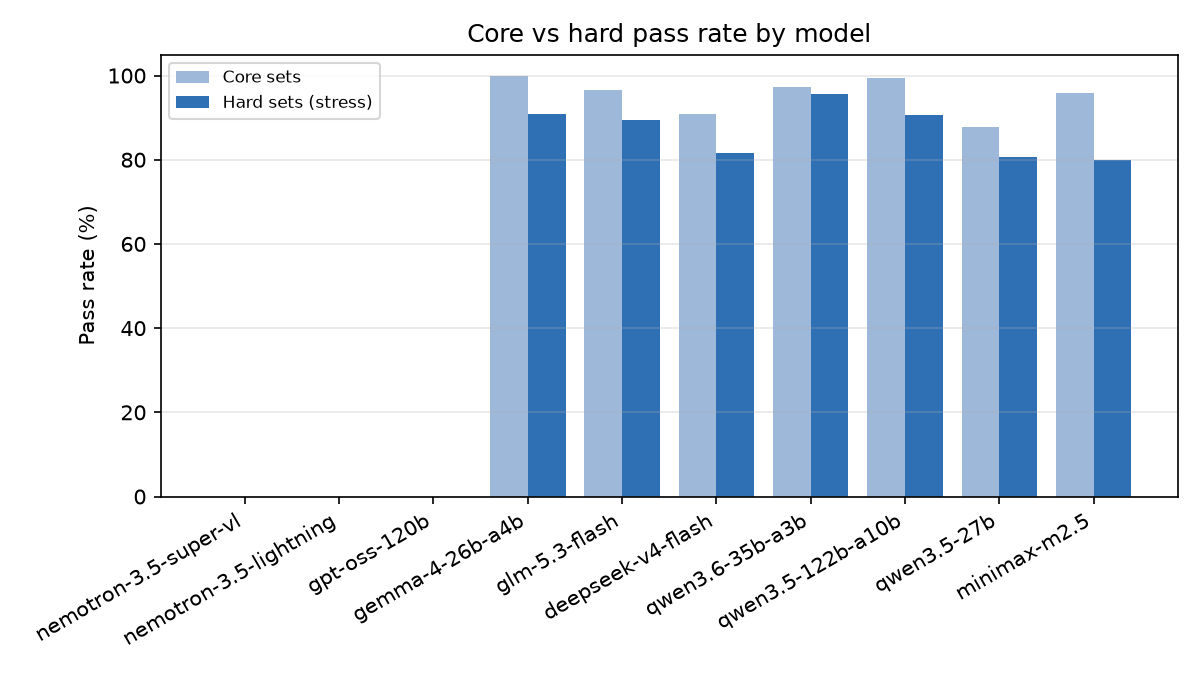 Core vs hard pass rate by model
Core sets
Hard sets (stress)
Pass rate (%)
100
80
60
40
20
0
nemotron-3.5-super-vl
nemotron-3.5-lightning
gpt-oss-120b
gemma-4-26b-a4b
glm-5.3-flash
deepseek-v4-flash
qwen3.6-35b-a3b
qwen3.5-122b-a10b
qwen3.5-27b
minimax-m2.5